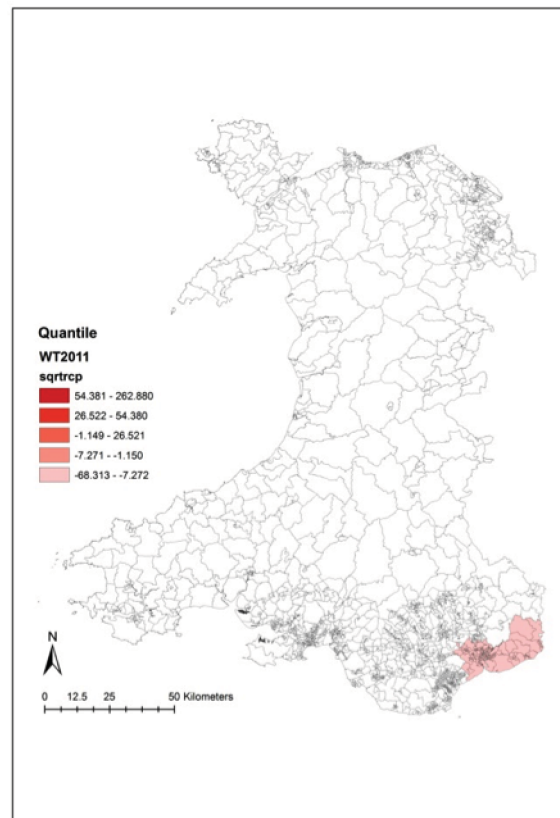 Quantile
WT2011
sqrtrcp
54.381 - 262.880
26.522 - 54.380
-1.149 - 26.521
-7.271 - -1.150
-68.313 - -7.272
N
0 12.5 25 50 Kilometers